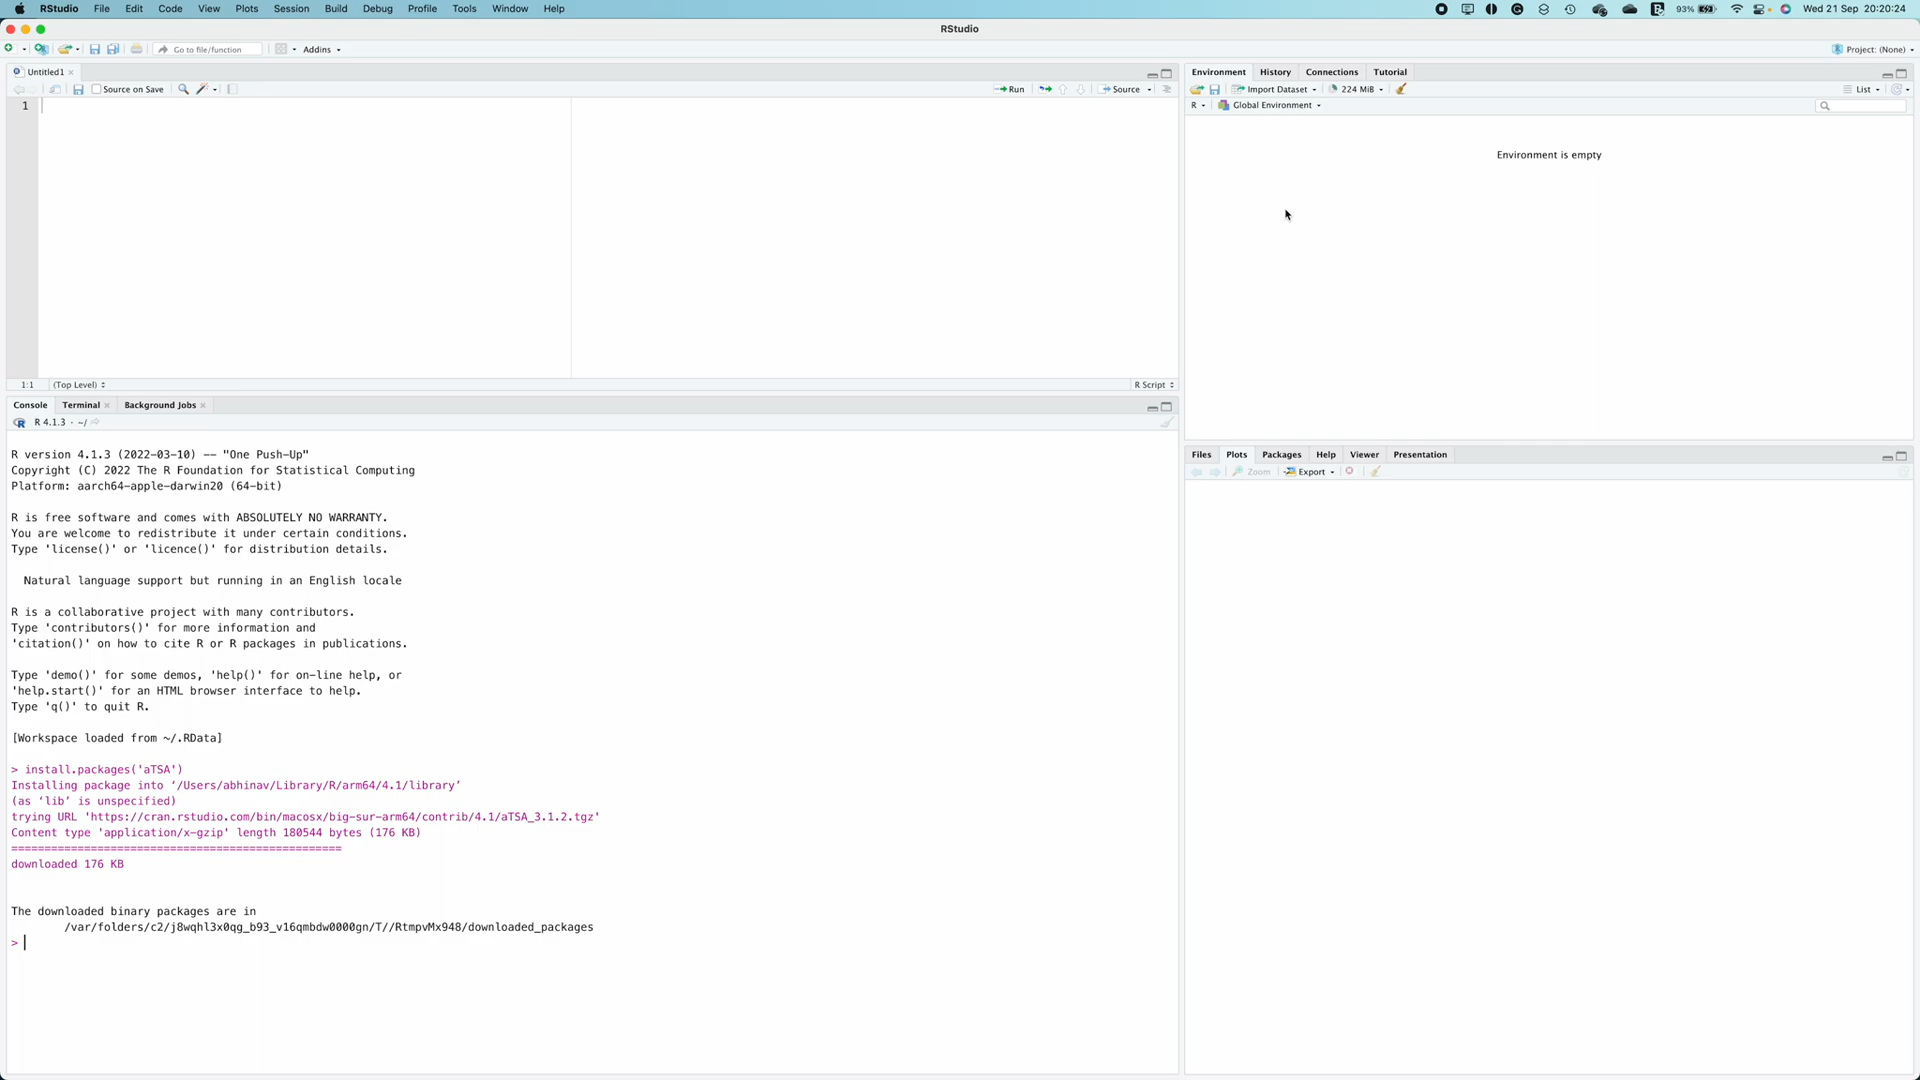 RStudio File Edit Code View Plots Session Build Debug Profile Tools Window Help 93% Wed 21 Sep 20:20:24
RStudio
Go to file/function Addins Project: (None)
Untitled1
Source on Save Run Source
1
1:1 (Top Level) R Script
Console Terminal Background Jobs
R 4.1.3 · ~/
R version 4.1.3 (2022-03-10) -- "One Push-Up"
Copyright (C) 2022 The R Foundation for Statistical Computing
Platform: aarch64-apple-darwin20 (64-bit)
R is free software and comes with ABSOLUTELY NO WARRANTY.
You are welcome to redistribute it under certain conditions.
Type 'license()' or 'licence()' for distribution details.
Natural language support but running in an English locale
R is a collaborative project with many contributors.
Type 'contributors()' for more information and
'citation()' on how to cite R or R packages in publications.
Type 'demo()' for some demos, 'help()' for on-line help, or
'help.start()' for an HTML browser interface to help.
Type 'q()' to quit R.
[Workspace loaded from ~/.RData]
> install.packages('aTSA')
Installing package into ‘/Users/abhinav/Library/R/arm64/4.1/library’
(as ‘lib’ is unspecified)
trying URL 'https://cran.rstudio.com/bin/macosx/big-sur-arm64/contrib/4.1/aTSA_3.1.2.tgz'
Content type 'application/x-gzip' length 180544 bytes (176 KB)
==================================================
downloaded 176 KB
The downloaded binary packages are in
/var/folders/c2/j8wqhl3x0qg_b93_v16qmbdw0000gn/T//RtmpvMx948/downloaded_packages
>
Environment History Connections Tutorial
Import Dataset 224 MiB List
R Global Environment
Environment is empty
Files Plots Packages Help Viewer Presentation
Zoom Export